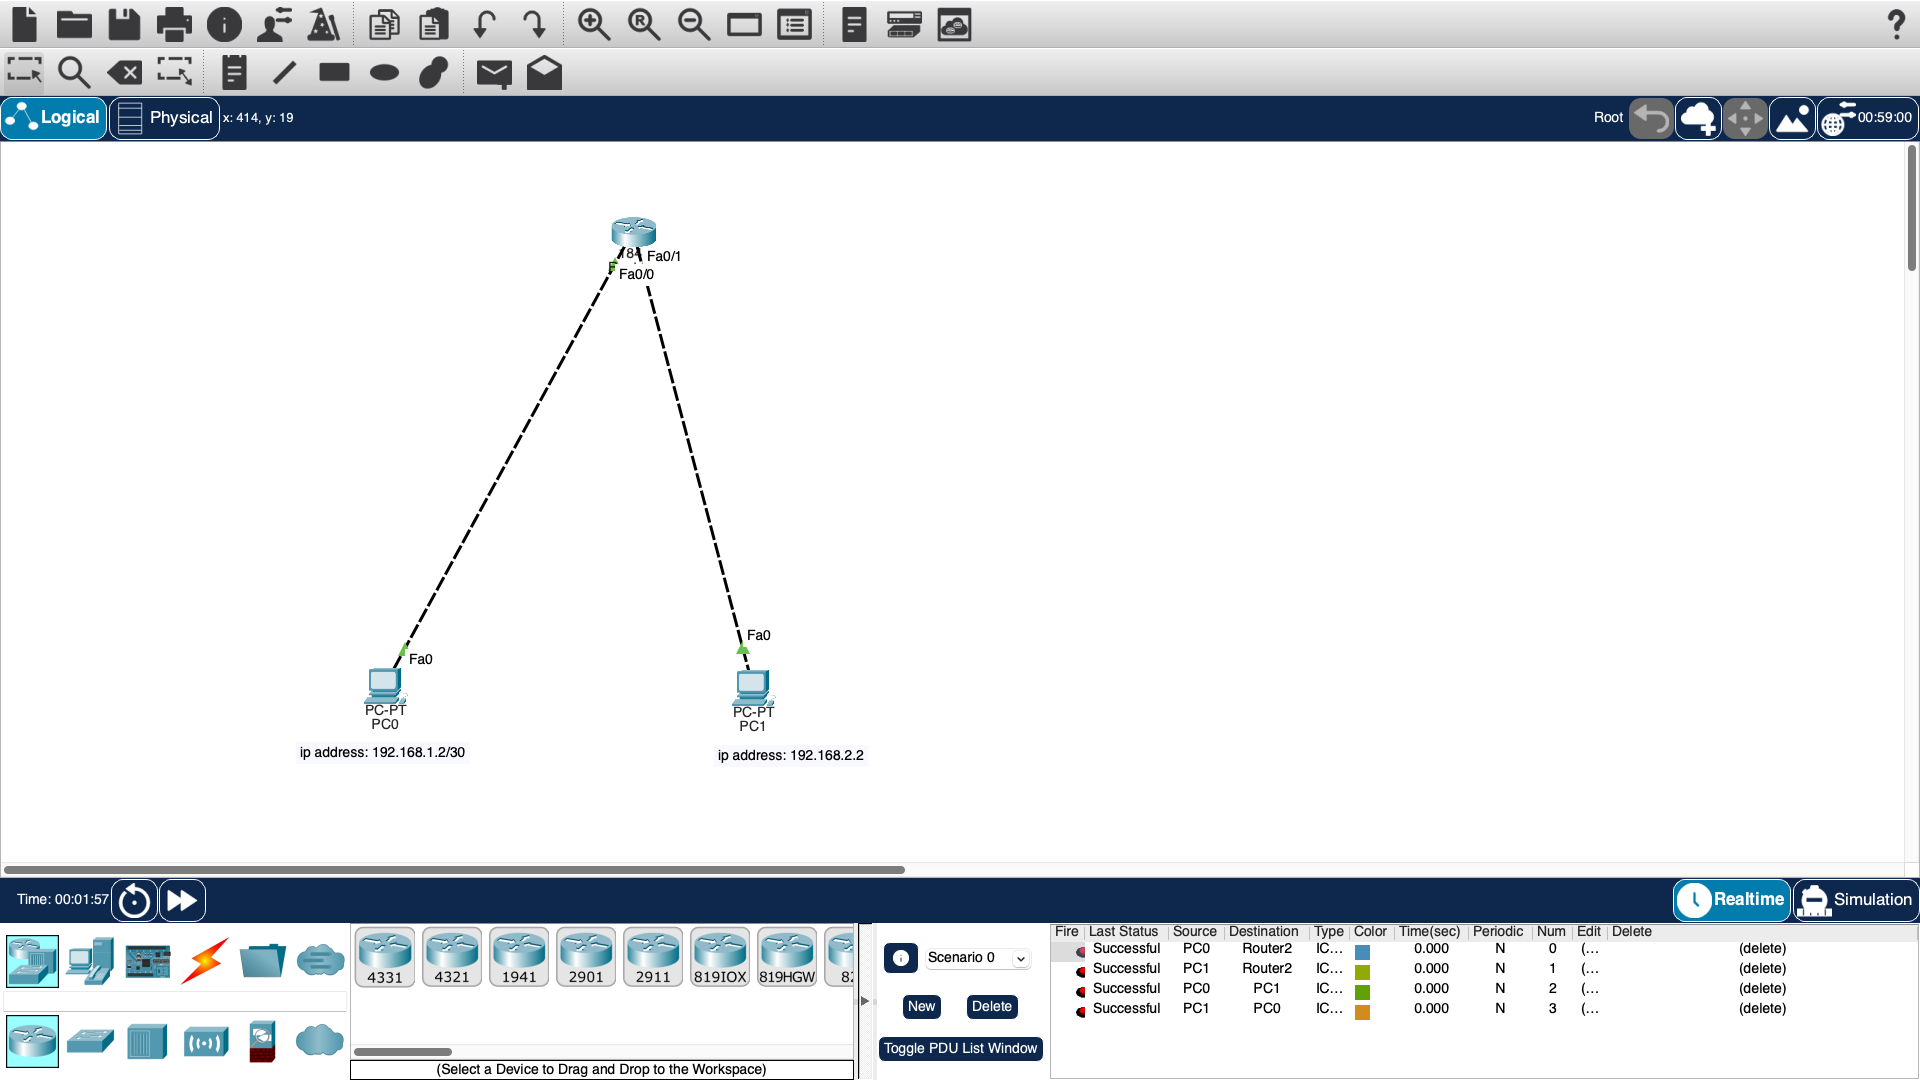 Logical
Physical
x: 414, y: 19
Root
00:59:00
Fa0/1
Fa0/0
Fa0
Fa0
PC-PT
PC0
PC-PT
PC1
ip address: 192.168.1.2/30
ip address: 192.168.2.2
Time: 00:01:57
Realtime
Simulation
4331
4321
1941
2901
2911
819IOX
819HGW
(Select a Device to Drag and Drop to the Workspace)
Scenario 0
New
Delete
Toggle PDU List Window
Fire Last Status Source Destination Type Color Time(sec) Periodic Num Edit Delete
Successful PC0 Router2 IC... 0.000 N 0 (... (delete)
Successful PC1 Router2 IC... 0.000 N 1 (... (delete)
Successful PC0 PC1 IC... 0.000 N 2 (... (delete)
Successful PC1 PC0 IC... 0.000 N 3 (... (delete)